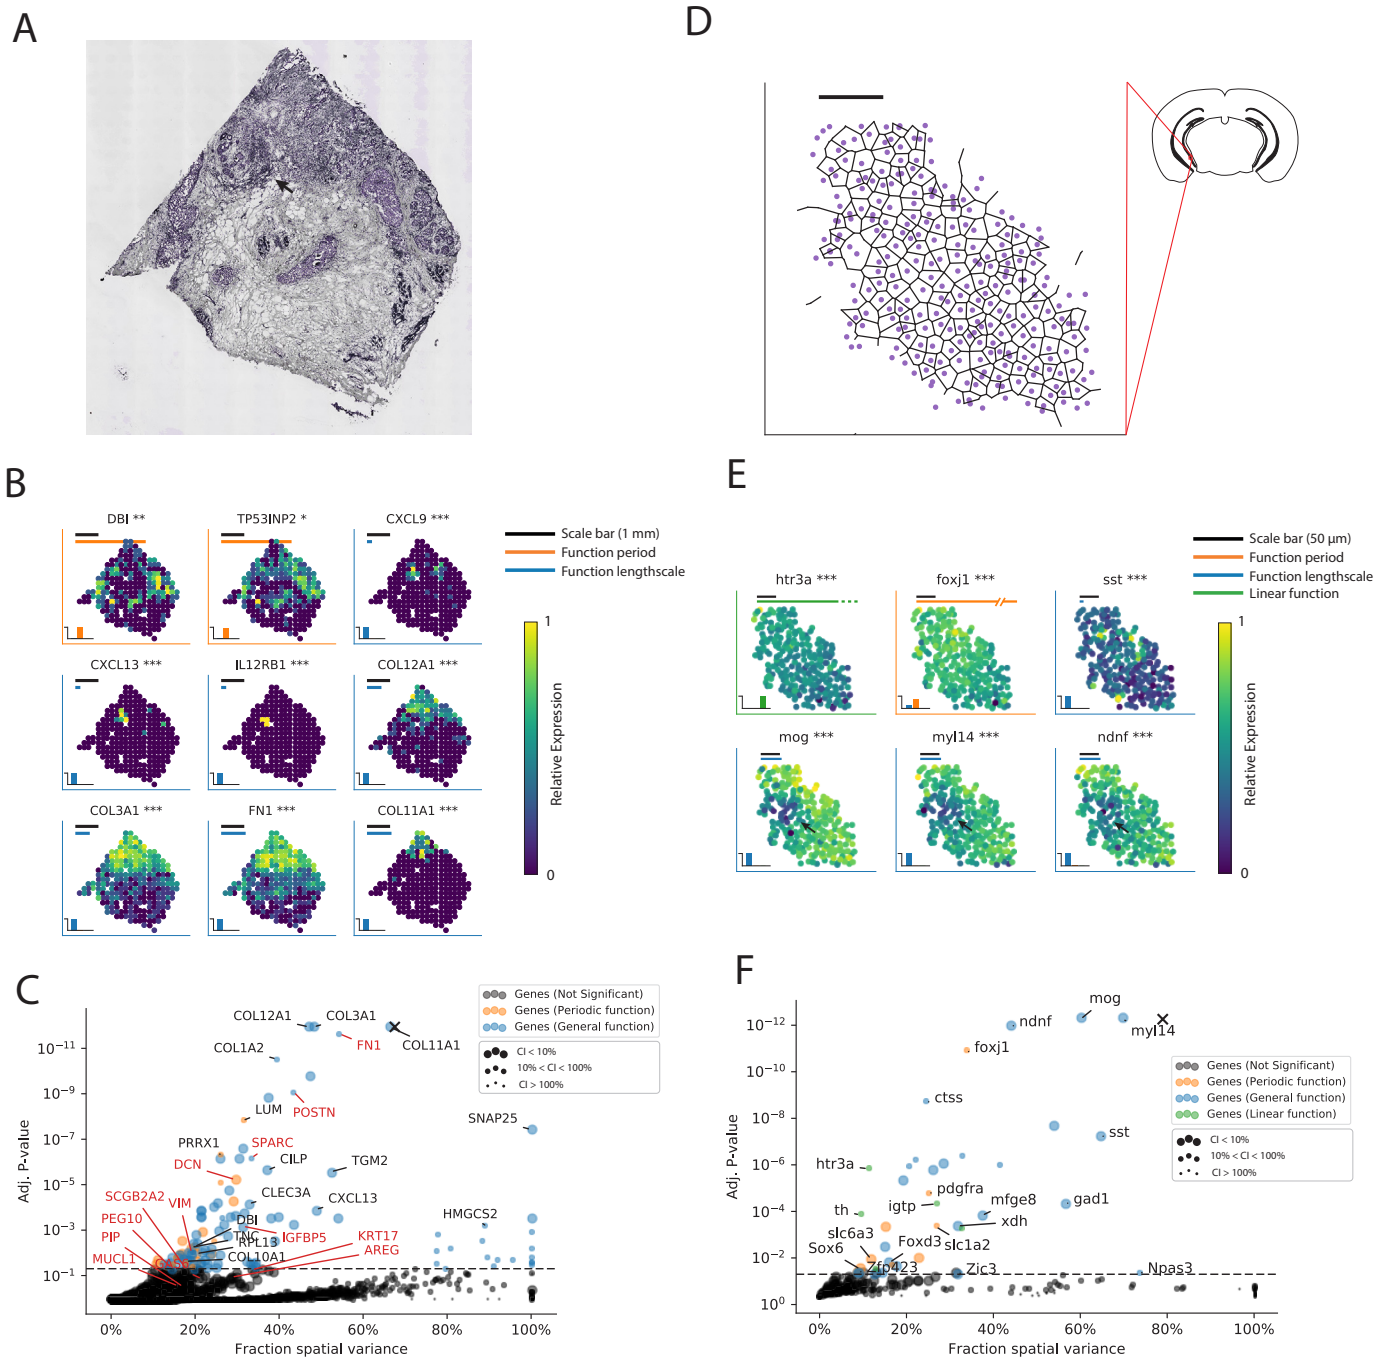 A
D
B
DBI **
TP53INP2 *
CXCL9 ***
CXCL13 ***
IL12RB1 ***
COL12A1 ***
COL3A1 ***
FN1 ***
COL11A1 ***
Scale bar (1 mm)
Function period
Function lengthscale
1
0
Relative Expression
E
htr3a ***
foxj1 ***
sst ***
mog ***
myl14 ***
ndnf ***
Scale bar (50 µm)
Function period
Function lengthscale
Linear function
1
0
Relative Expression
C
Genes (Not Significant)
Genes (Periodic function)
Genes (General function)
CI < 10%
10% < CI < 100%
CI > 100%
COL12A1
COL3A1
COL11A1
FN1
COL1A2
POSTN
LUM
SNAP25
PRRX1
SPARC
CILP
TGM2
DCN
SCGB2A2
VIM
CLEC3A
CXCL13
HMGCS2
PEG10
DBI
TNC
IGFBP5
KRT17
PIP
RPL13
AREG
MUCL1
COL10A1
10⁻¹¹
10⁻⁹
10⁻⁷
10⁻⁵
10⁻³
10⁻¹
Adj. P-value
0%
20%
40%
60%
80%
100%
Fraction spatial variance
F
mog
ndnf
myl14
foxj1
Genes (Not Significant)
Genes (Periodic function)
Genes (General function)
Genes (Linear function)
CI < 10%
10% < CI < 100%
CI > 100%
ctss
sst
htr3a
pdgfra
igtp
mfge8
gad1
th
xdh
slc6a3
slc1a2
Sox6
Foxd3
Zfp423
Zic3
Npas3
10⁻¹²
10⁻¹⁰
10⁻⁸
10⁻⁶
10⁻⁴
10⁻²
10⁰
Adj. P-value
0%
20%
40%
60%
80%
100%
Fraction spatial variance